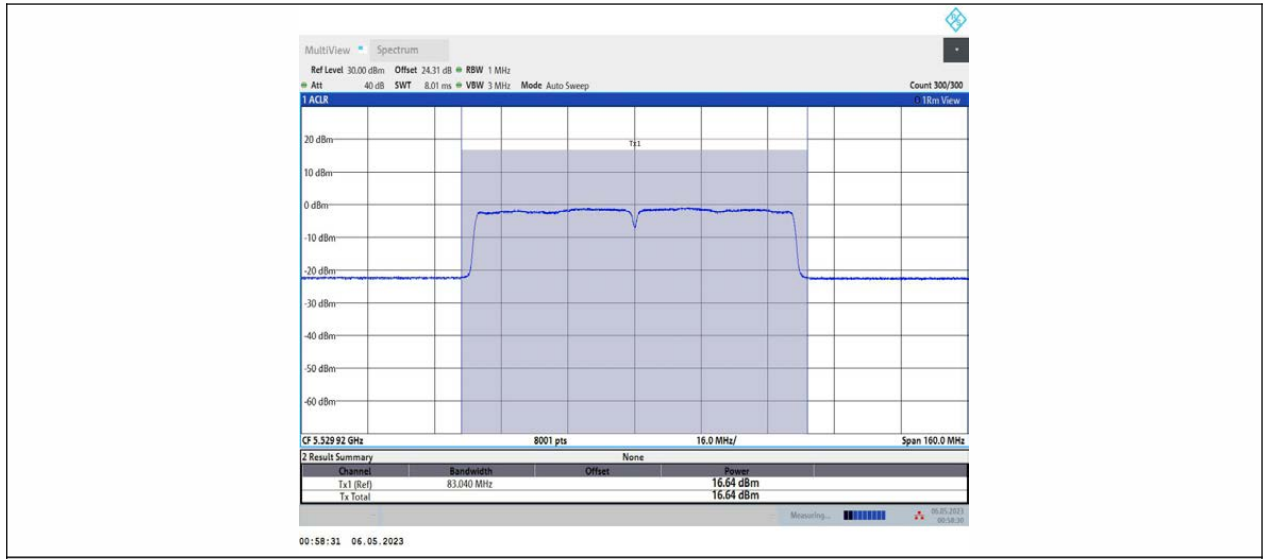 MultiView Spectrum
Ref Level 30.00 dBm Offset 24.31 dB RBW 1 MHz
Att 40 dB SWT 8.01 ms VBW 3 MHz Mode Auto Sweep Count 300/300
1 ACLR 1Rm View
Tx1
20 dBm
10 dBm
0 dBm
-10 dBm
-20 dBm
-30 dBm
-40 dBm
-50 dBm
-60 dBm
CF 5.529 92 GHz 8001 pts 16.0 MHz/ Span 160.0 MHz
2 Result Summary None
Channel Bandwidth Offset Power
Tx1 (Ref) 83.040 MHz 16.64 dBm
Tx Total 16.64 dBm
Measuring... 06.05.2023
00:58:30
00:58:31 06.05.2023